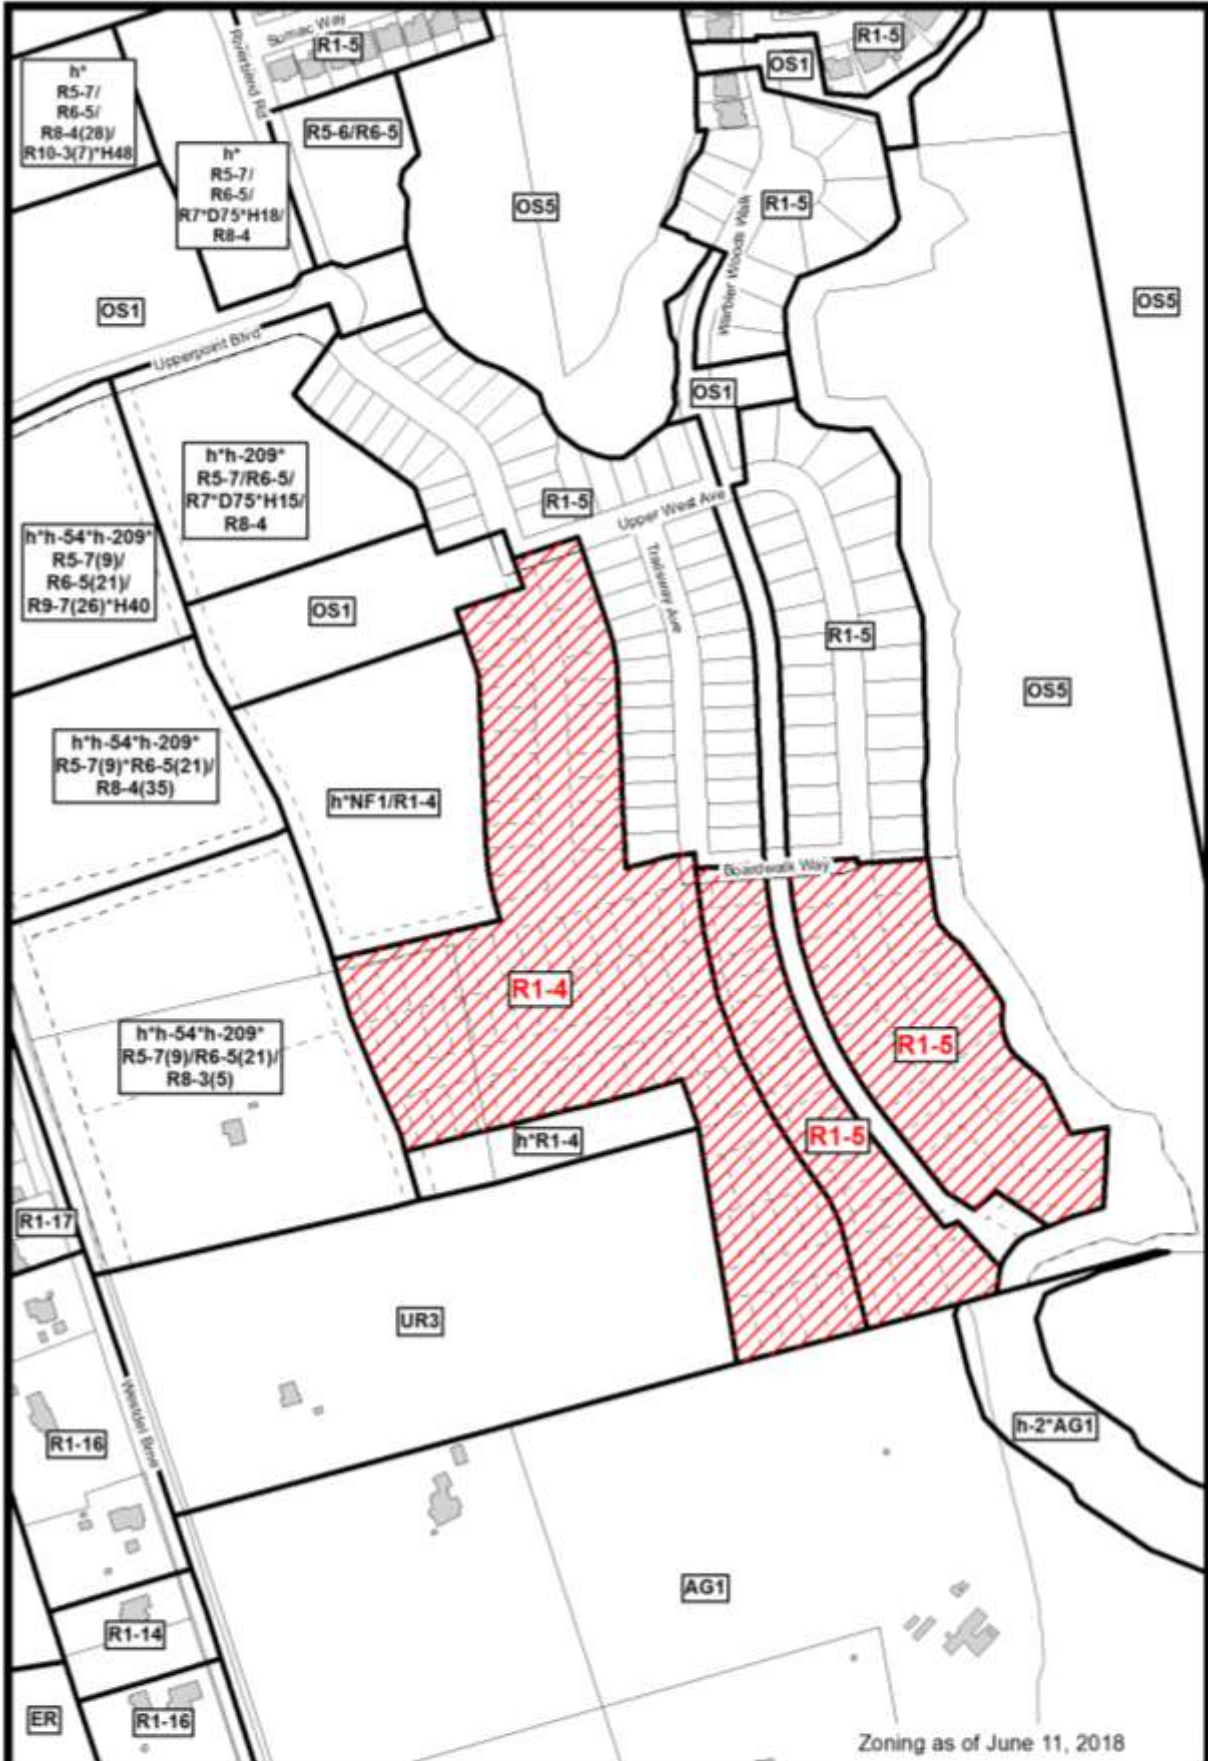 Sumac Way
R1-5
R1-5
OS1
Riverbend Rd
h*
R5-7/
R6-5/
R8-4(28)/
R10-3(7)*H48
R5-6/R6-5
h*
R5-7/
R6-5/
R7*D75*H18/
R8-4
OS5
R1-5
Warbler Woods Walk
OS1
OS5
Upperpoint Blvd
OS1
h*h-209*
R5-7/R6-5/
R7*D75*H15/
R8-4
R1-5
Upper West Ave
h*h-54*h-209*
R5-7(9)/
R6-5(21)/
R9-7(26)*H40
Trailsway Ave
OS1
R1-5
OS5
h*h-54*h-209*
R5-7(9)*R6-5(21)/
R8-4(35)
h*NF1/R1-4
Boardwalk Way
R1-4
h*h-54*h-209*
R5-7(9)/R6-5(21)/
R8-3(5)
R1-5
R1-5
h*R1-4
R1-17
UR3
Westdel Brne
h-2*AG1
R1-16
AG1
R1-14
ER
R1-16
Zoning as of June 11, 2018